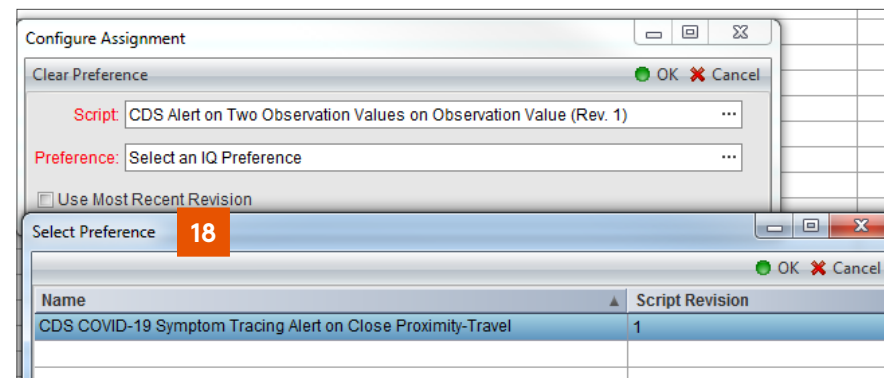 Configure Assignment
Clear Preference OK Cancel
Script: CDS Alert on Two Observation Values on Observation Value (Rev. 1) ...
Preference: Select an IQ Preference ...
Use Most Recent Revision
Select Preference 18
OK Cancel
Name Script Revision
CDS COVID-19 Symptom Tracing Alert on Close Proximity-Travel 1